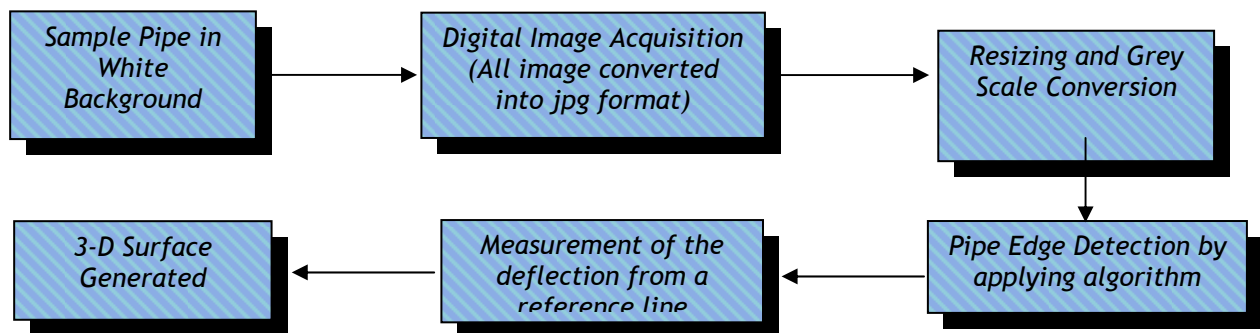 Sample Pipe in
White
Background
Digital Image Acquisition
(All image converted
into jpg format)
Resizing and Grey
Scale Conversion
Pipe Edge Detection by
applying algorithm
Measurement of the
deflection from a
reference line
3-D Surface
Generated